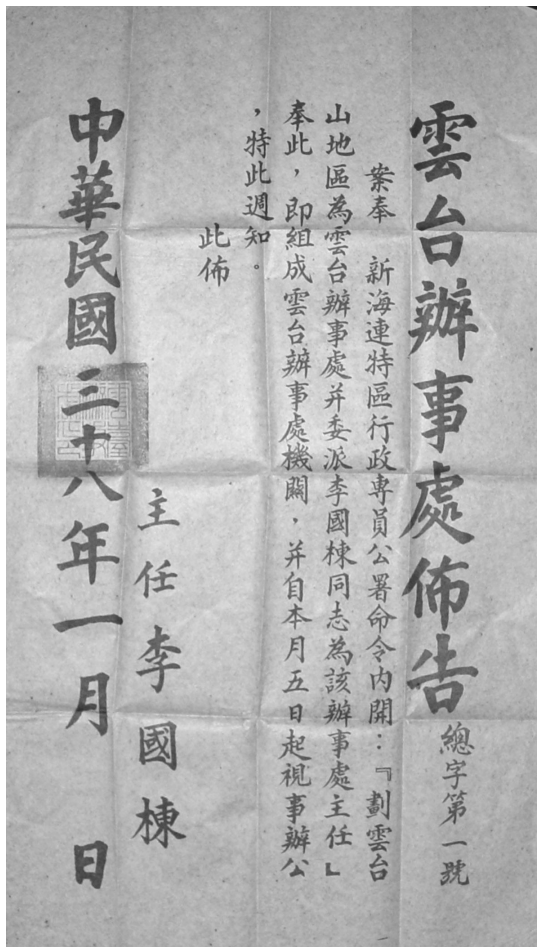 雲台辦事處佈告
總字第一號
案奉 新海連特區行政專員公署命令內開：『劃雲台
山地區為雲台辦事處并委派李國棟同志為該辦事處主任』
奉此，即組成雲台辦事處機關，并自本月五日起視事辦公
，特此週知。
此佈
主任李國棟
中華民國三十八年一月 日